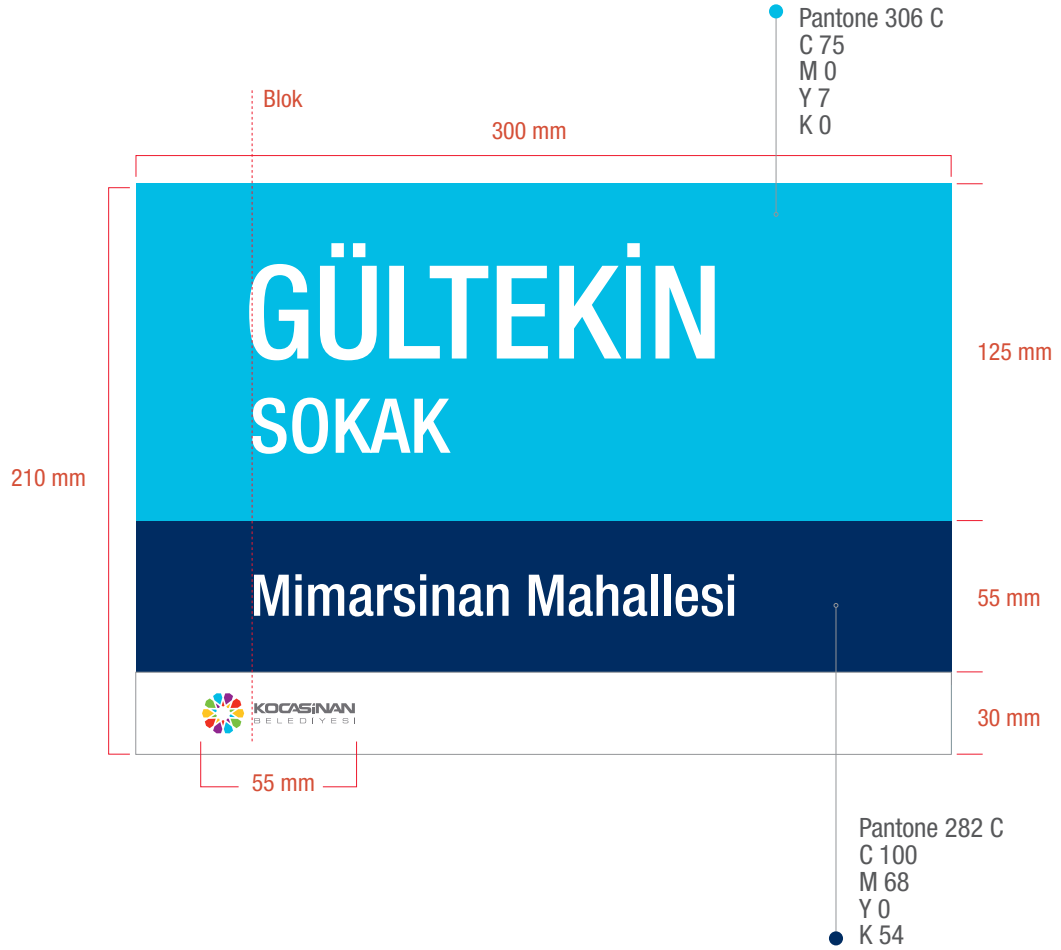 Pantone 306 C
C 75
M 0
Y 7
K 0
Blok
300 mm
GÜLTEKİN
SOKAK
125 mm
210 mm
Mimarsinan Mahallesi
55 mm
KOCASİNAN
BELEDİYESİ
30 mm
55 mm
Pantone 282 C
C 100
M 68
Y 0
K 54